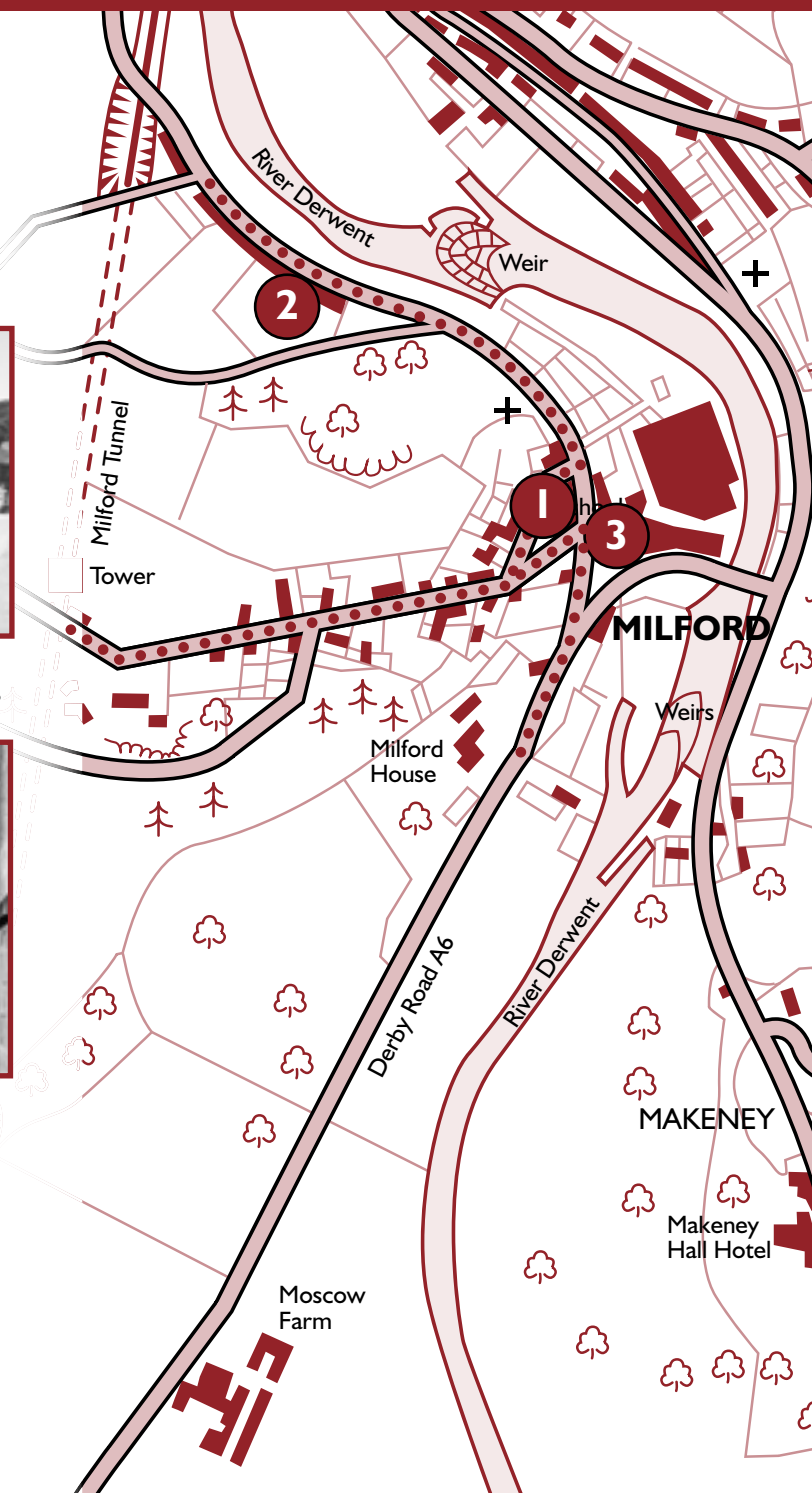 River Derwent
Weir
2
Milford Tunnel
1
3
Tower
MILFORD
Weirs
Milford
House
River Derwent
Derby Road A6
MAKENEY
Makeney
Hall Hotel
Moscow
Farm